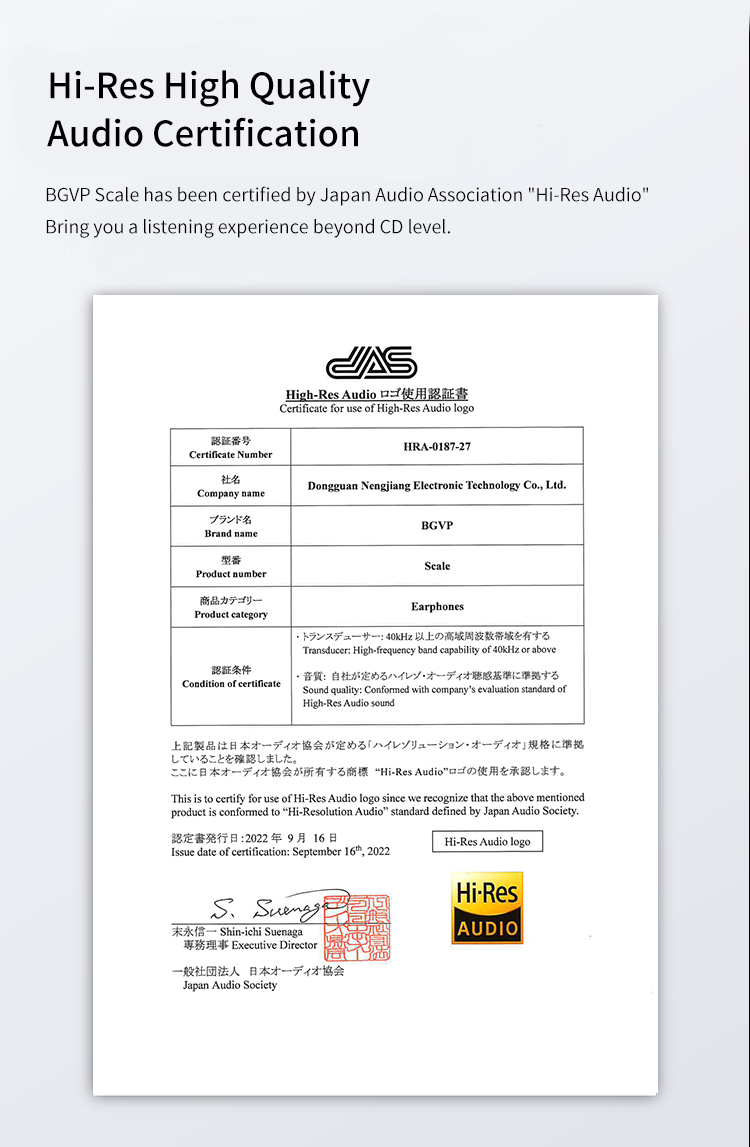 Hi-Res High Quality
Audio Certification
BGVP Scale has been certified by Japan Audio Association "Hi-Res Audio"
Bring you a listening experience beyond CD level.
JAS
High-Res Audio ロゴ使用認証書
Certificate for use of High-Res Audio logo
認証番号
Certificate Number
HRA-0187-27
社名
Company name
Dongguan Nengjiang Electronic Technology Co., Ltd.
ブランド名
Brand name
BGVP
型番
Product number
Scale
商品カテゴリー
Product category
Earphones
認証条件
Condition of certificate
・トランスデューサー: 40kHz 以上の高域周波数帯域を有する
Transducer: High-frequency band capability of 40kHz or above
・音質: 自社が定めるハイレゾ・オーディオ聴感基準に準拠する
Sound quality: Conformed with company's evaluation standard of
High-Res Audio sound
上記製品は日本オーディオ協会が定める「ハイレゾリューション・オーディオ」規格に準拠
していることを確認しました。
ここに日本オーディオ協会が所有する商標 “Hi-Res Audio”ロゴの使用を承認します。
This is to certify for use of Hi-Res Audio logo since we recognize that the above mentioned
product is conformed to “Hi-Resolution Audio” standard defined by Japan Audio Society.
認定書発行日:2022 年 9 月 16 日
Issue date of certification: September 16th, 2022
Hi-Res Audio logo
Hi-Res
AUDIO
S. Suenaga
末永信一 Shin-ichi Suenaga
専務理事 Executive Director
一般社団法人 日本オーディオ協会
Japan Audio Society